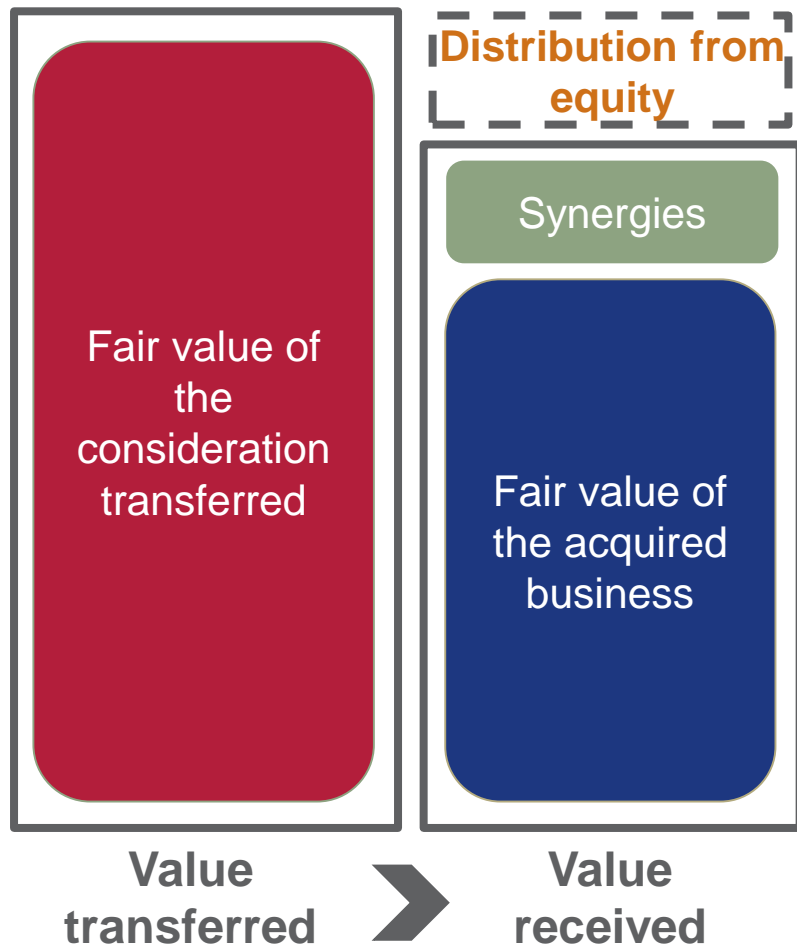 Distribution from
equity
Synergies
Fair value of
the
consideration
transferred
Fair value of
the acquired
business
Value
transferred
Value
received